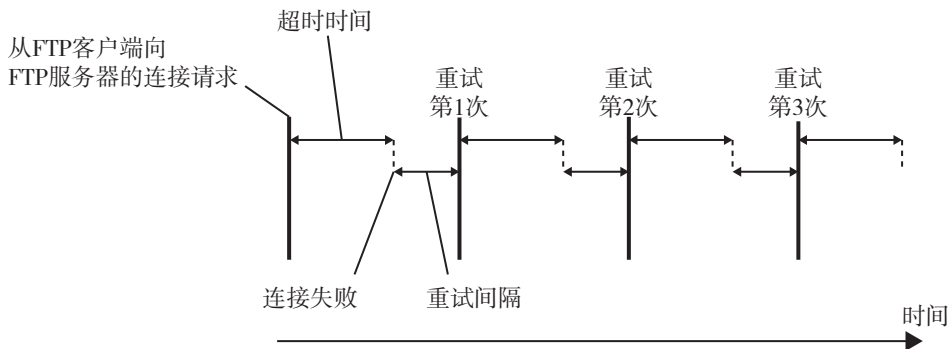 超时时间
从FTP客户端向
FTP服务器的连接请求
重试
第1次
重试
第2次
重试
第3次
连接失败
重试间隔
时间